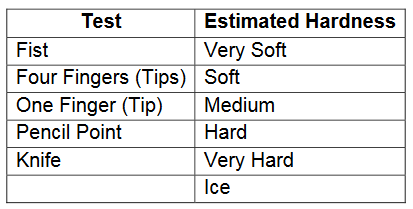 Test Estimated Hardness
Fist Very Soft
Four Fingers (Tips) Soft
One Finger (Tip) Medium
Pencil Point Hard
Knife Very Hard
Ice